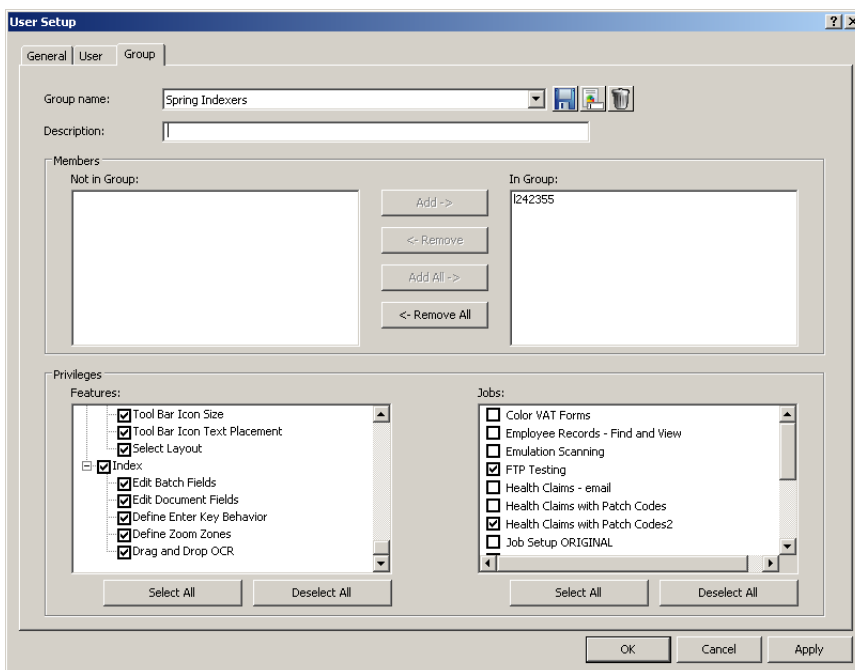 User Setup
General User Group
Group name: Spring Indexers
Description:
Members
Not in Group: In Group:
Add -> l242355
<- Remove
Add All ->
<- Remove All
Privileges
Features: Jobs:
Tool Bar Icon Size
Tool Bar Icon Text Placement
Select Layout
Index
Edit Batch Fields
Edit Document Fields
Define Enter Key Behavior
Define Zoom Zones
Drag and Drop OCR
Color VAT Forms
Employee Records - Find and View
Emulation Scanning
FTP Testing
Health Claims - email
Health Claims with Patch Codes
Health Claims with Patch Codes2
Job Setup ORIGINAL
Select All Deselect All Select All Deselect All
OK Cancel Apply